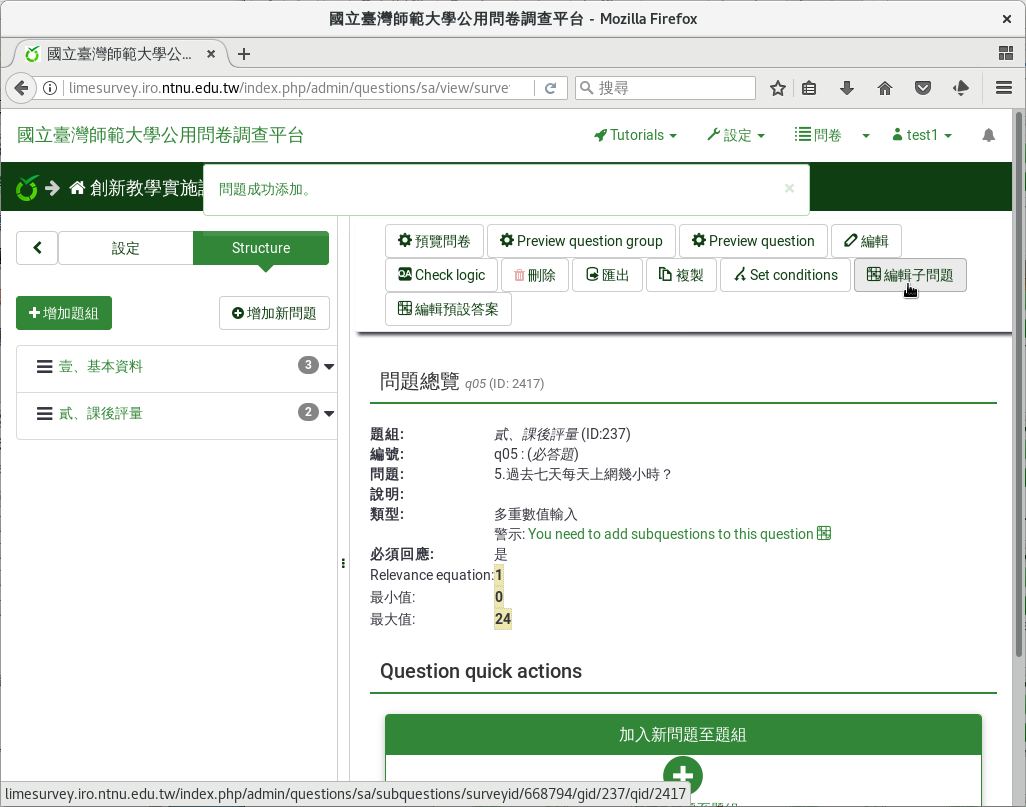 國立臺灣師範大學公用問卷調查平台 - Mozilla Firefox
國立臺灣師範大學公...
limesurvey.iro.ntnu.edu.tw/index.php/admin/questions/sa/view/surve
搜尋
國立臺灣師範大學公用問卷調查平台
Tutorials
設定
問卷
test1
創新教學實施
問題成功添加。
設定
Structure
預覽問卷
Preview question group
Preview question
編輯
Check logic
刪除
匯出
複製
Set conditions
編輯子問題
編輯預設答案
增加題組
增加新問題
壹、基本資料 3
貳、課後評量 2
問題總覽 q05 (ID: 2417)
題組: 貳、課後評量 (ID:237)
編號: q05 : (必答題)
問題: 5.過去七天每天上網幾小時？
說明:
類型: 多重數值輸入
警示: You need to add subquestions to this question
必須回應: 是
Relevance equation: 1
最小值: 0
最大值: 24
Question quick actions
加入新問題至題組
limesurvey.iro.ntnu.edu.tw/index.php/admin/questions/sa/subquestions/surveyid/668794/gid/237/qid/2417